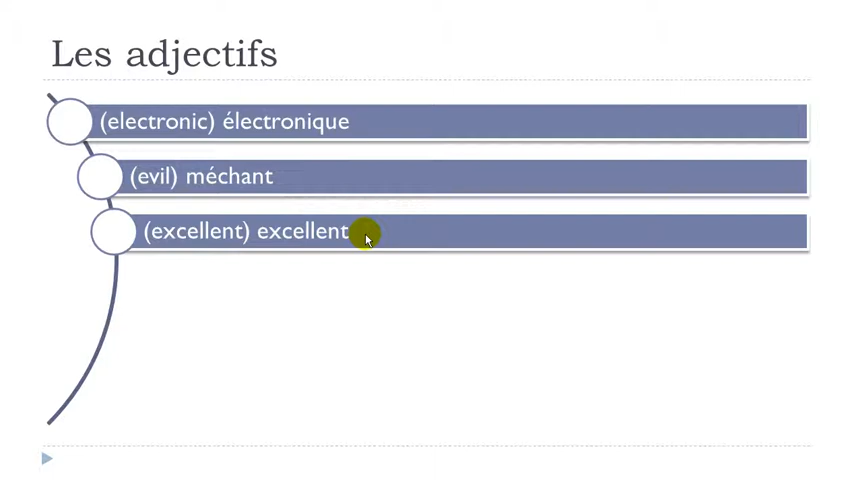 Les adjectifs
(electronic) électronique
(evil) méchant
(excellent) excellent